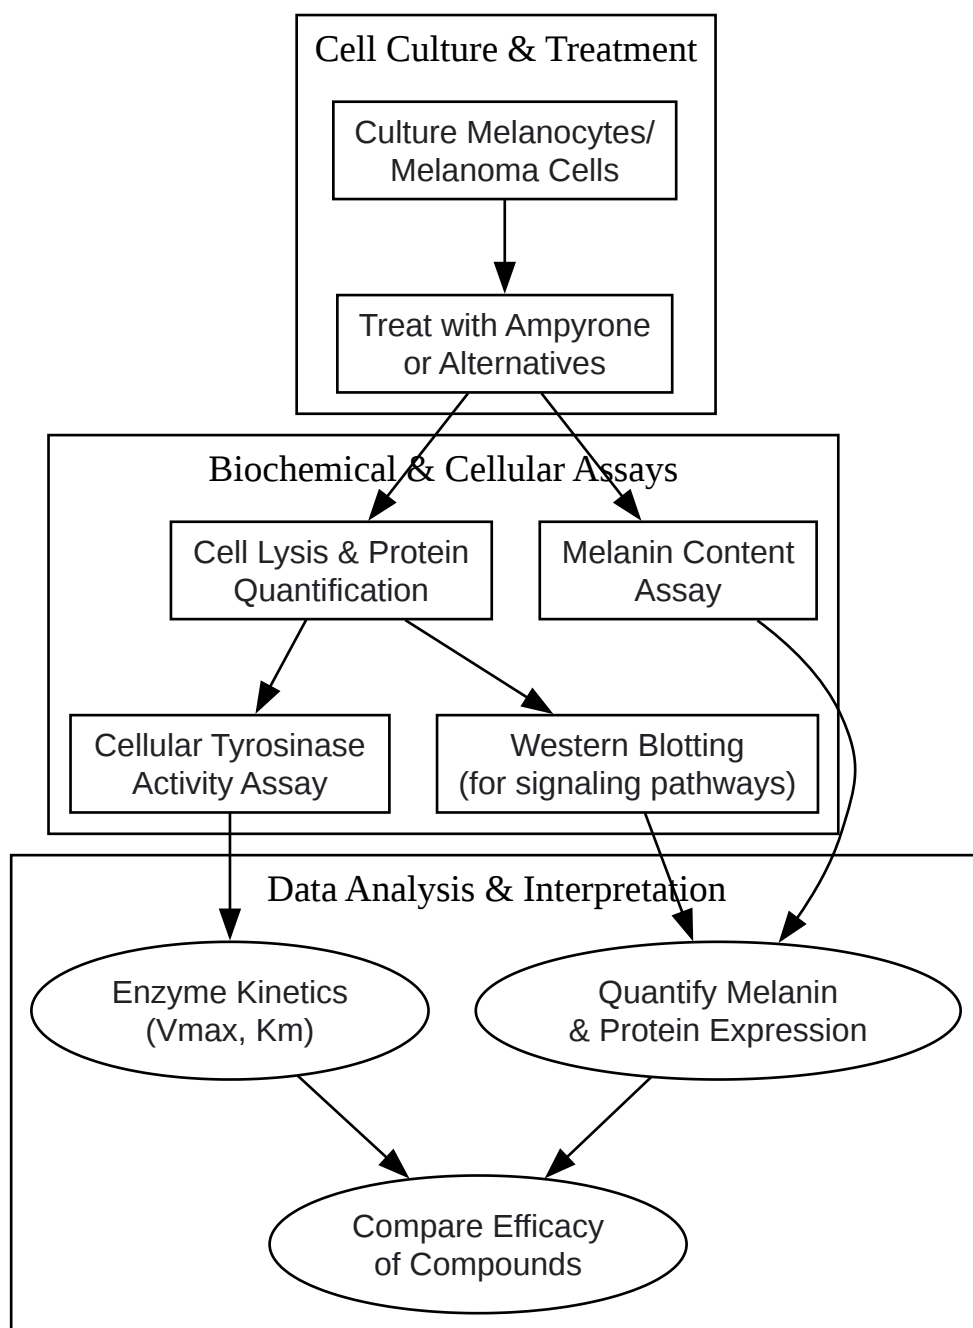 Cell Culture & Treatment
Culture Melanocytes/
Melanoma Cells
Treat with Ampyrone
or Alternatives
Biochemical & Cellular Assays
Cell Lysis & Protein
Quantification
Melanin Content
Assay
Cellular Tyrosinase
Activity Assay
Western Blotting
(for signaling pathways)
Data Analysis & Interpretation
Enzyme Kinetics
(Vmax, Km)
Quantify Melanin
& Protein Expression
Compare Efficacy
of Compounds